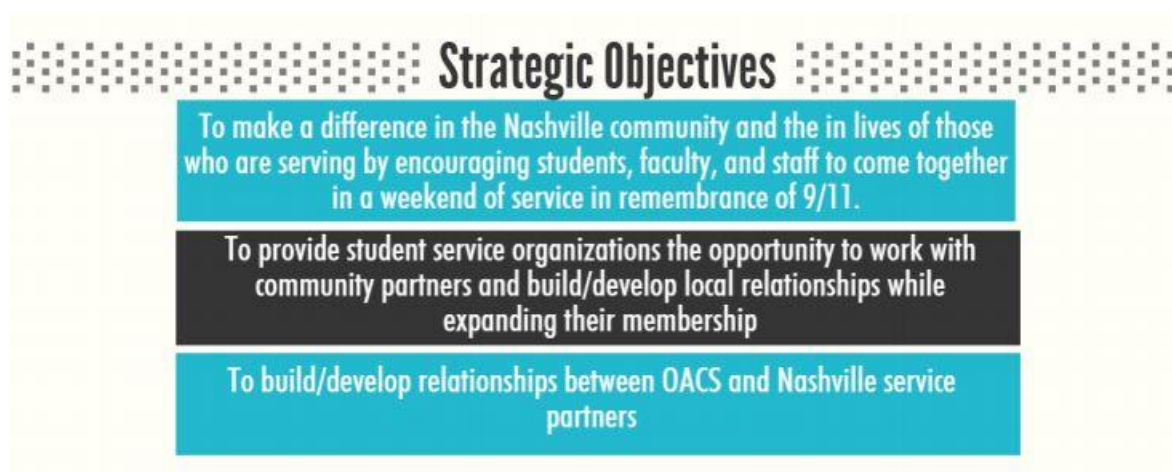 Strategic Objectives
To make a difference in the Nashville community and the in lives of those
who are serving by encouraging students, faculty, and staff to come together
in a weekend of service in remembrance of 9/11.
To provide student service organizations the opportunity to work with
community partners and build/develop local relationships while
expanding their membership
To build/develop relationships between OACS and Nashville service
partners